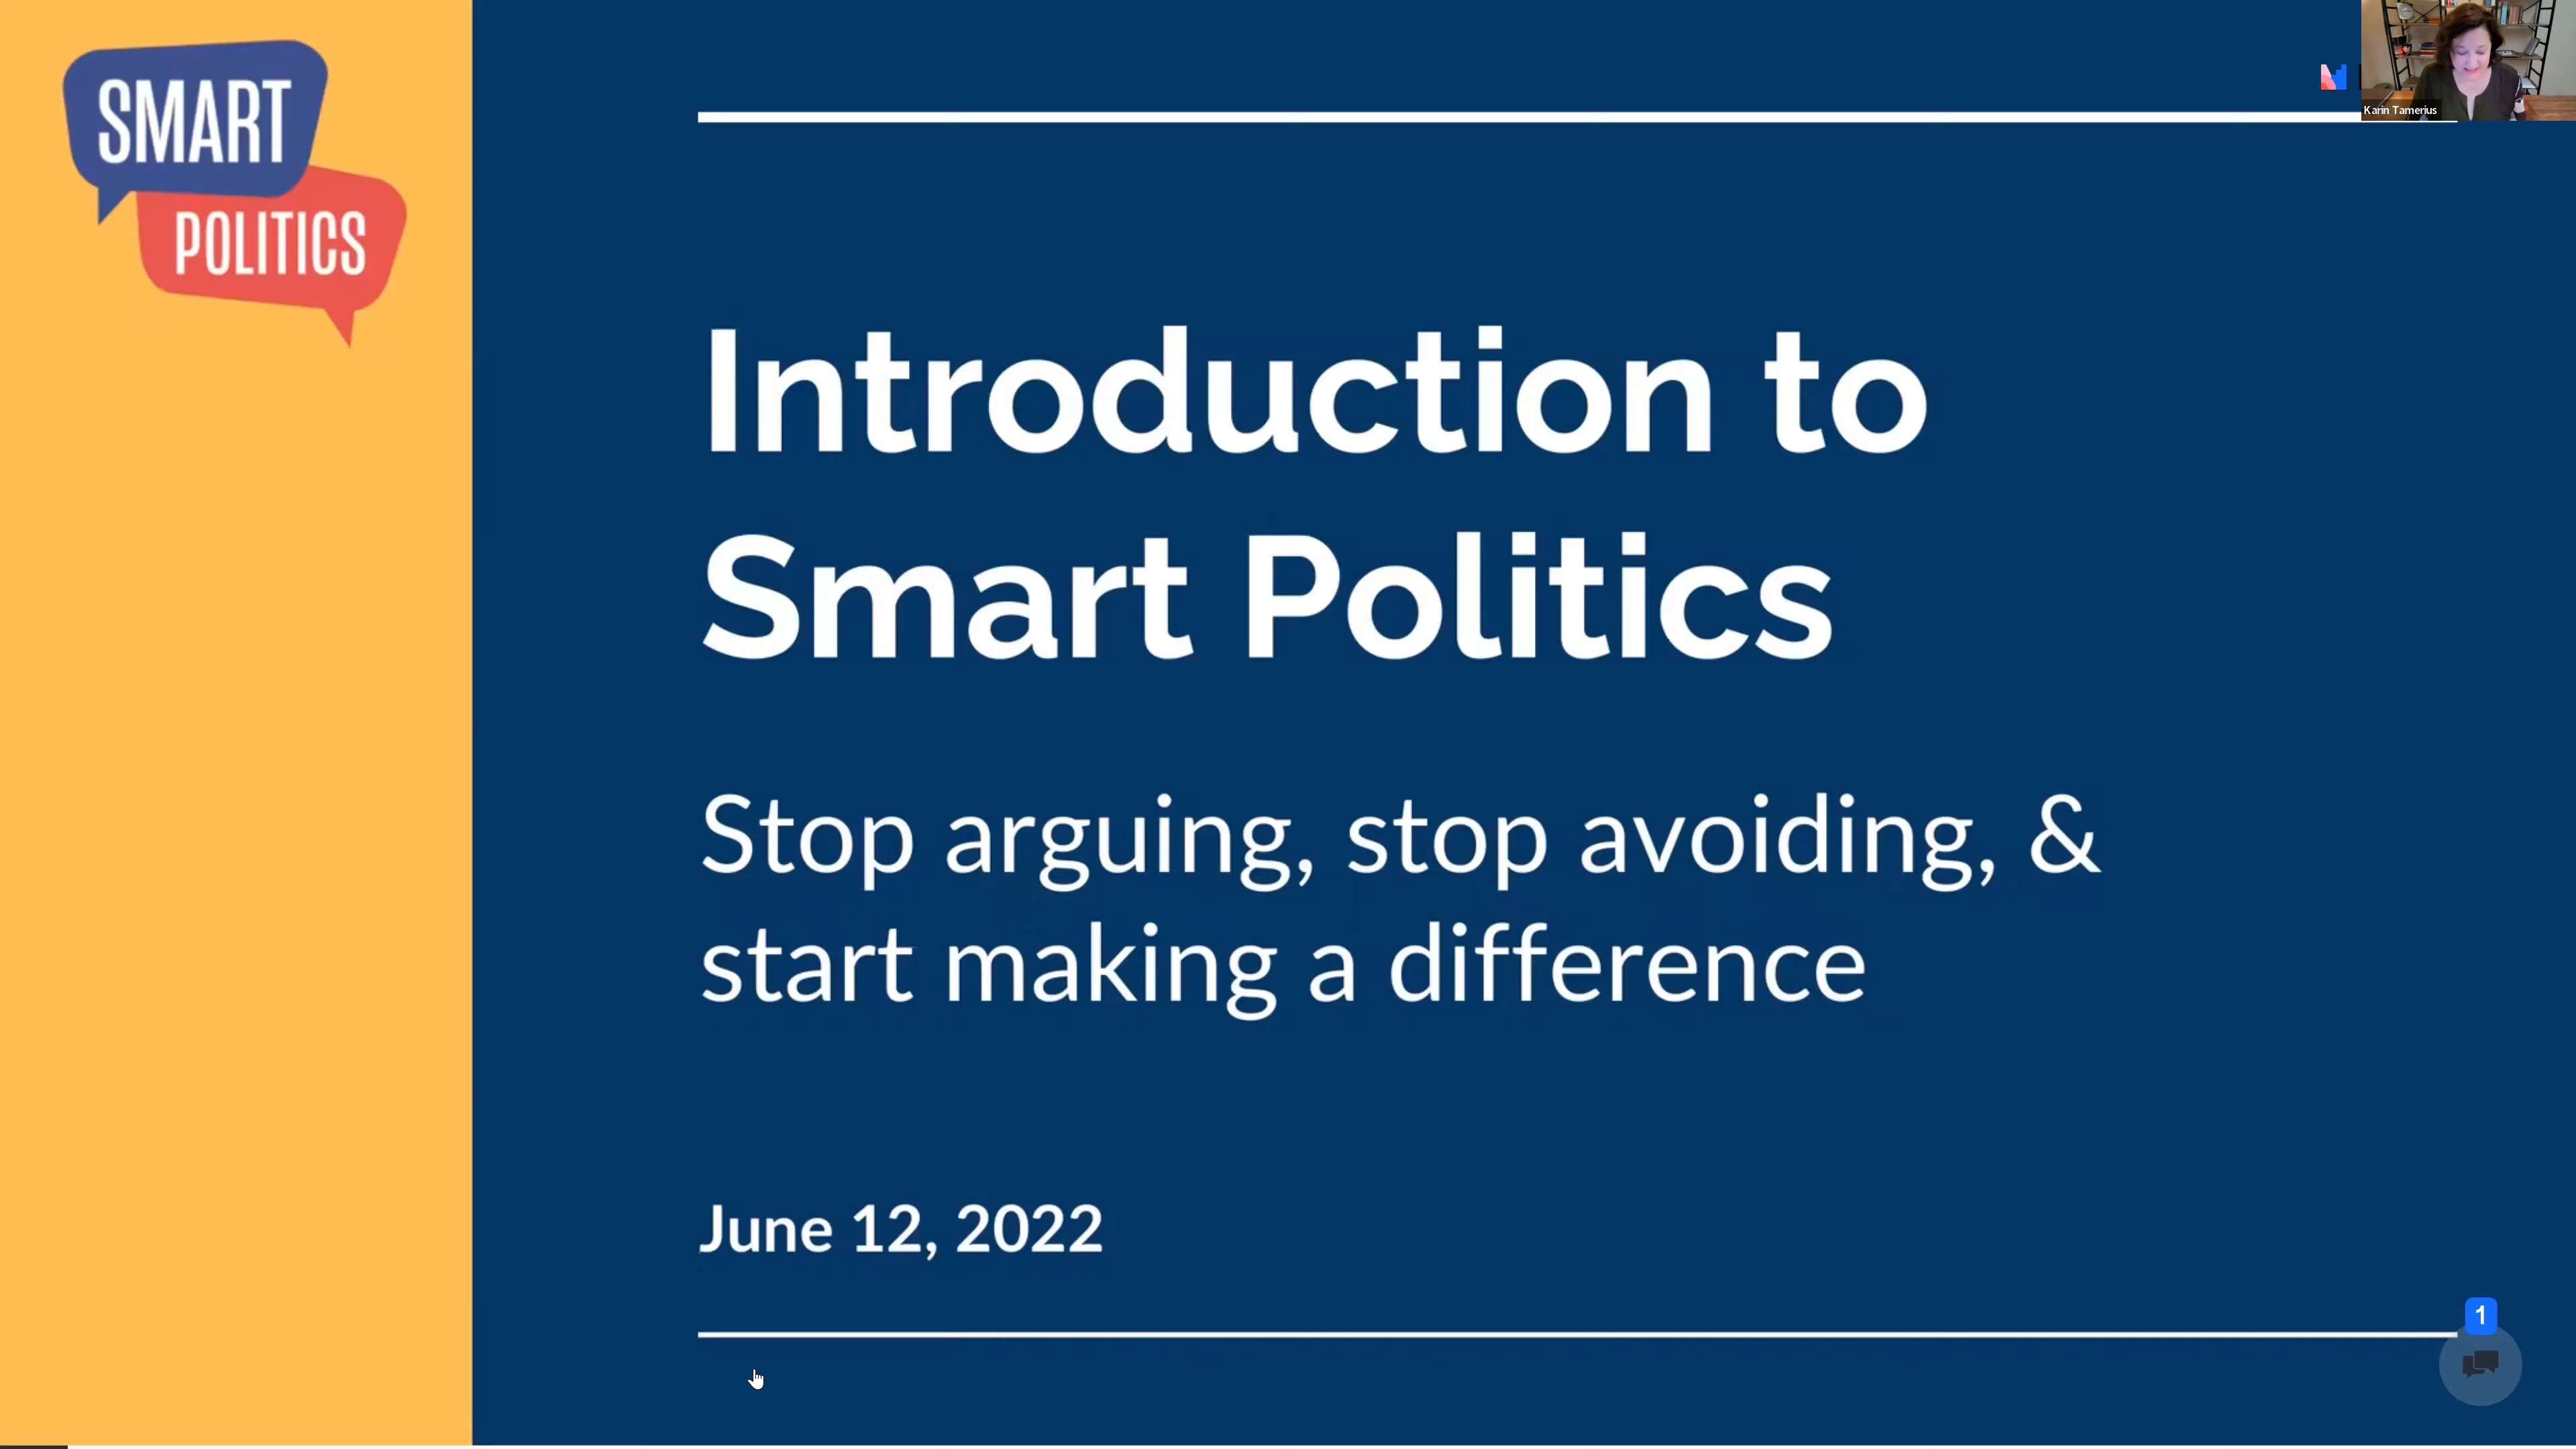 SMART
POLITICS
Karin Tamerius
Introduction to
Smart Politics
Stop arguing, stop avoiding, &
start making a difference
June 12, 2022
1